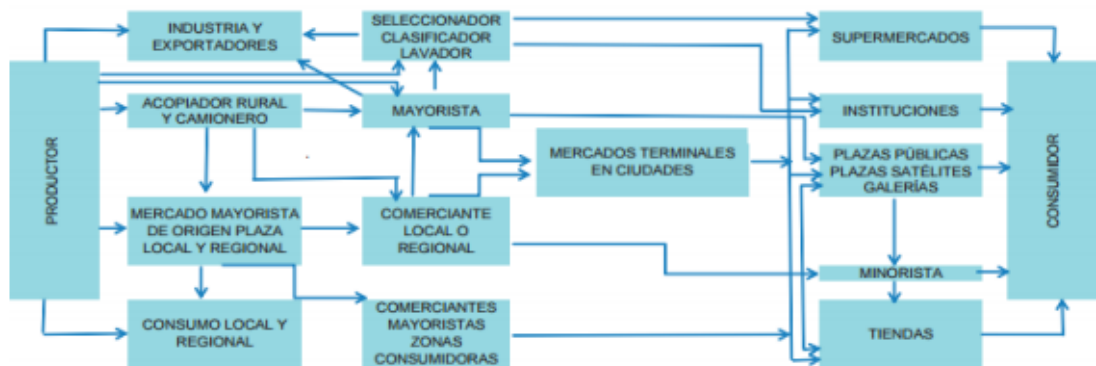 PRODUCTOR
INDUSTRIA Y
EXPORTADORES
ACOPIADOR RURAL
Y CAMIONERO
MERCADO MAYORISTA
DE ORIGEN PLAZA
LOCAL Y REGIONAL
CONSUMO LOCAL Y
REGIONAL
SELECCIONADOR
CLASIFICADOR
LAVADOR
MAYORISTA
COMERCIANTE
LOCAL O
REGIONAL
COMERCIANTES
MAYORISTAS
ZONAS
CONSUMIDORAS
MERCADOS TERMINALES
EN CIUDADES
SUPERMERCADOS
INSTITUCIONES
PLAZAS PÚBLICAS
PLAZAS SATÉLITES
GALERÍAS
MINORISTA
TIENDAS
CONSUMIDOR